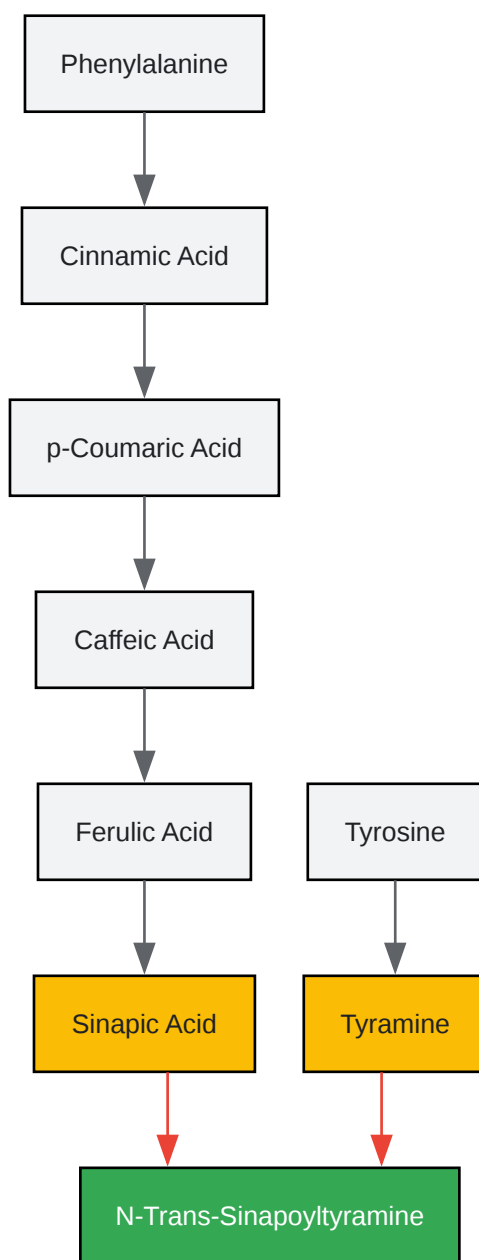 Phenylalanine
Cinnamic Acid
p-Coumaric Acid
Caffeic Acid
Ferulic Acid
Tyrosine
Sinapic Acid
Tyramine
N-Trans-Sinapoyltyramine